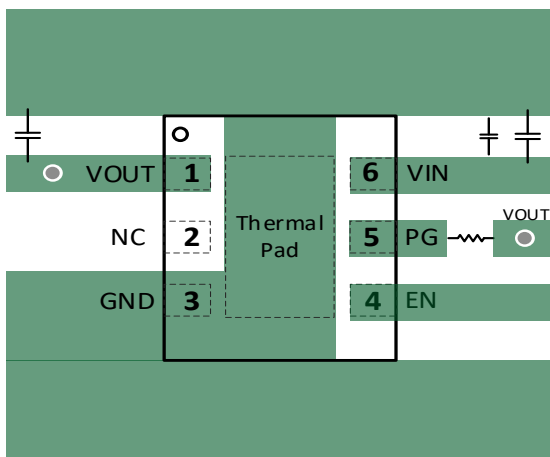 VOUT 1
6 VIN
Thermal
Pad
NC 2
5 PG
VOUT
GND 3
4 EN